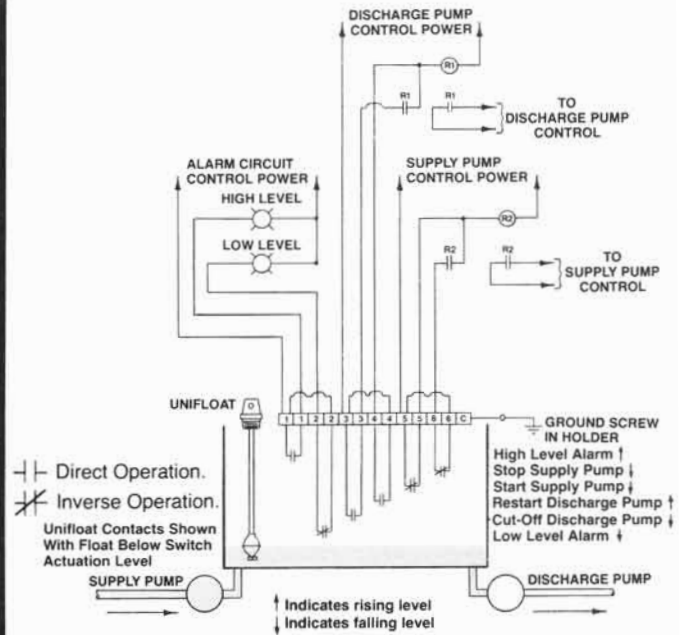 DISCHARGE PUMP
CONTROL POWER
R1
R1
R1
TO
DISCHARGE PUMP
CONTROL
ALARM CIRCUIT
CONTROL POWER
SUPPLY PUMP
CONTROL POWER
HIGH LEVEL
R2
LOW LEVEL
R2
R2
TO
SUPPLY PUMP
CONTROL
UNIFLOAT
1 1 2 2 3 3 4 4 5 5 6 6 C
GROUND SCREW
IN HOLDER
High Level Alarm ↑
Stop Supply Pump ↓
Start Supply Pump ↓
Restart Discharge Pump ↑
Cut-Off Discharge Pump ↓
Low Level Alarm ↓
Direct Operation.
Inverse Operation.
Unifloat Contacts Shown
With Float Below Switch
Actuation Level
SUPPLY PUMP
DISCHARGE PUMP
↑ Indicates rising level
↓ Indicates falling level